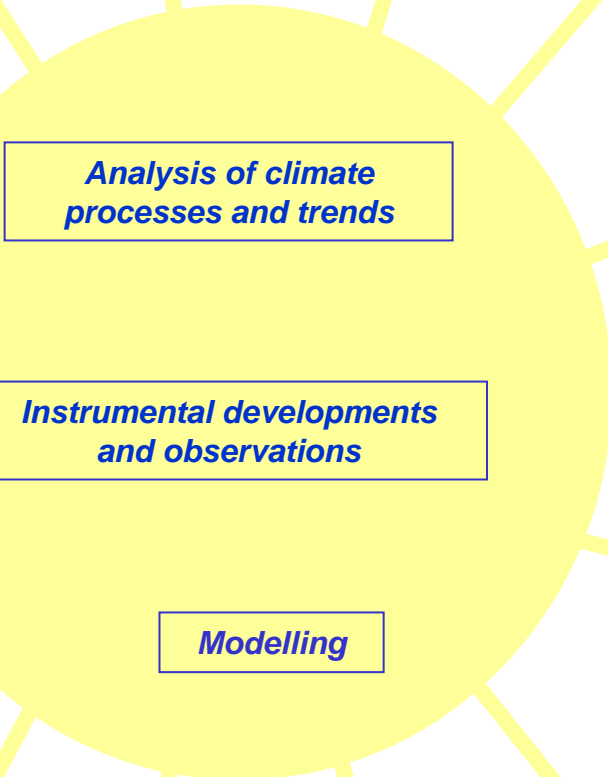 Analysis of climate
processes and trends
Instrumental developments
and observations
Modelling